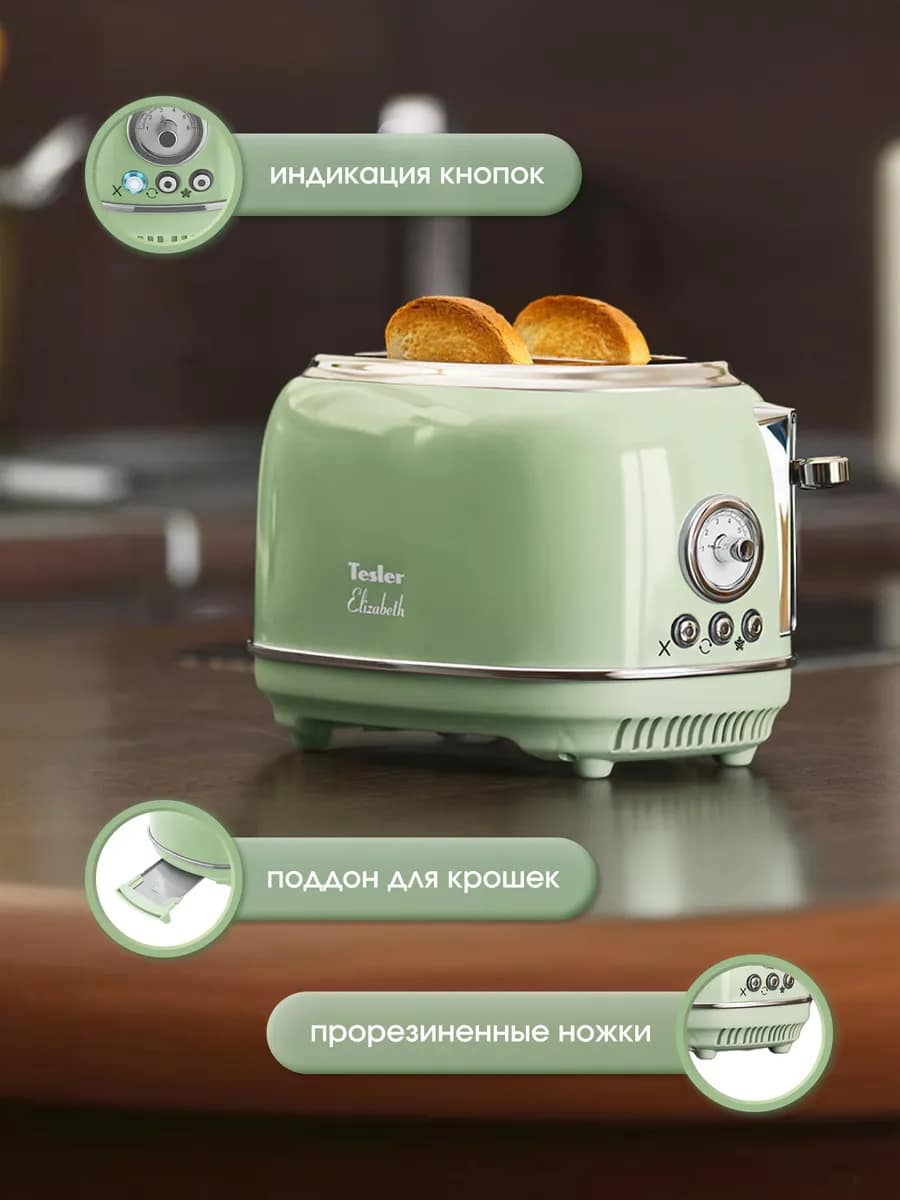 индикация кнопок
Tesler
Elizabeth
поддон для крошек
прорезиненные ножки